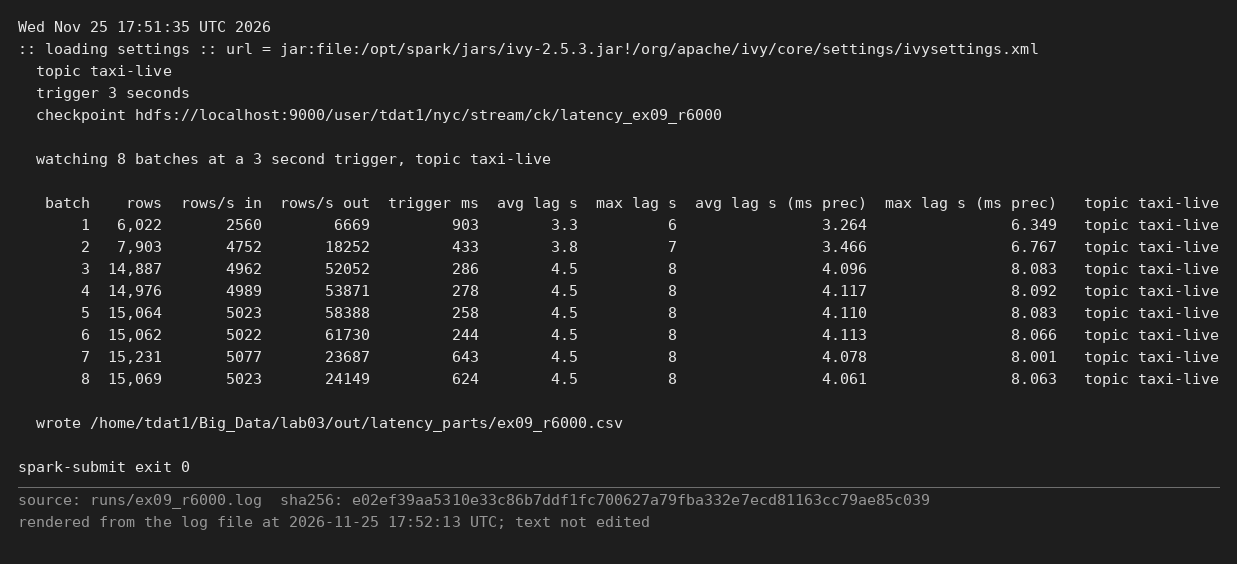 Wed Nov 25 17:51:35 UTC 2026
:: loading settings :: url = jar:file:/opt/spark/jars/ivy-2.5.3.jar!/org/apache/ivy/core/settings/ivysettings.xml
topic taxi-live
trigger 3 seconds
checkpoint hdfs://localhost:9000/user/tdat1/nyc/stream/ck/latency_ex09_r6000
watching 8 batches at a 3 second trigger, topic taxi-live
batch rows rows/s in rows/s out trigger ms avg lag s max lag s avg lag s (ms prec) max lag s (ms prec) topic taxi-live
1 6,022 2560 6669 903 3.3 6 3.264 6.349 topic taxi-live
2 7,903 4752 18252 433 3.8 7 3.466 6.767 topic taxi-live
3 14,887 4962 52052 286 4.5 8 4.096 8.083 topic taxi-live
4 14,976 4989 53871 278 4.5 8 4.117 8.092 topic taxi-live
5 15,064 5023 58388 258 4.5 8 4.110 8.083 topic taxi-live
6 15,062 5022 61730 244 4.5 8 4.113 8.066 topic taxi-live
7 15,231 5077 23687 643 4.5 8 4.078 8.001 topic taxi-live
8 15,069 5023 24149 624 4.5 8 4.061 8.063 topic taxi-live
wrote /home/tdat1/Big_Data/lab03/out/latency_parts/ex09_r6000.csv
spark-submit exit 0
source: runs/ex09_r6000.log sha256: e02ef39aa5310e33c86b7ddf1fc700627a79fba332e7ecd81163cc79ae85c039
rendered from the log file at 2026-11-25 17:52:13 UTC; text not edited